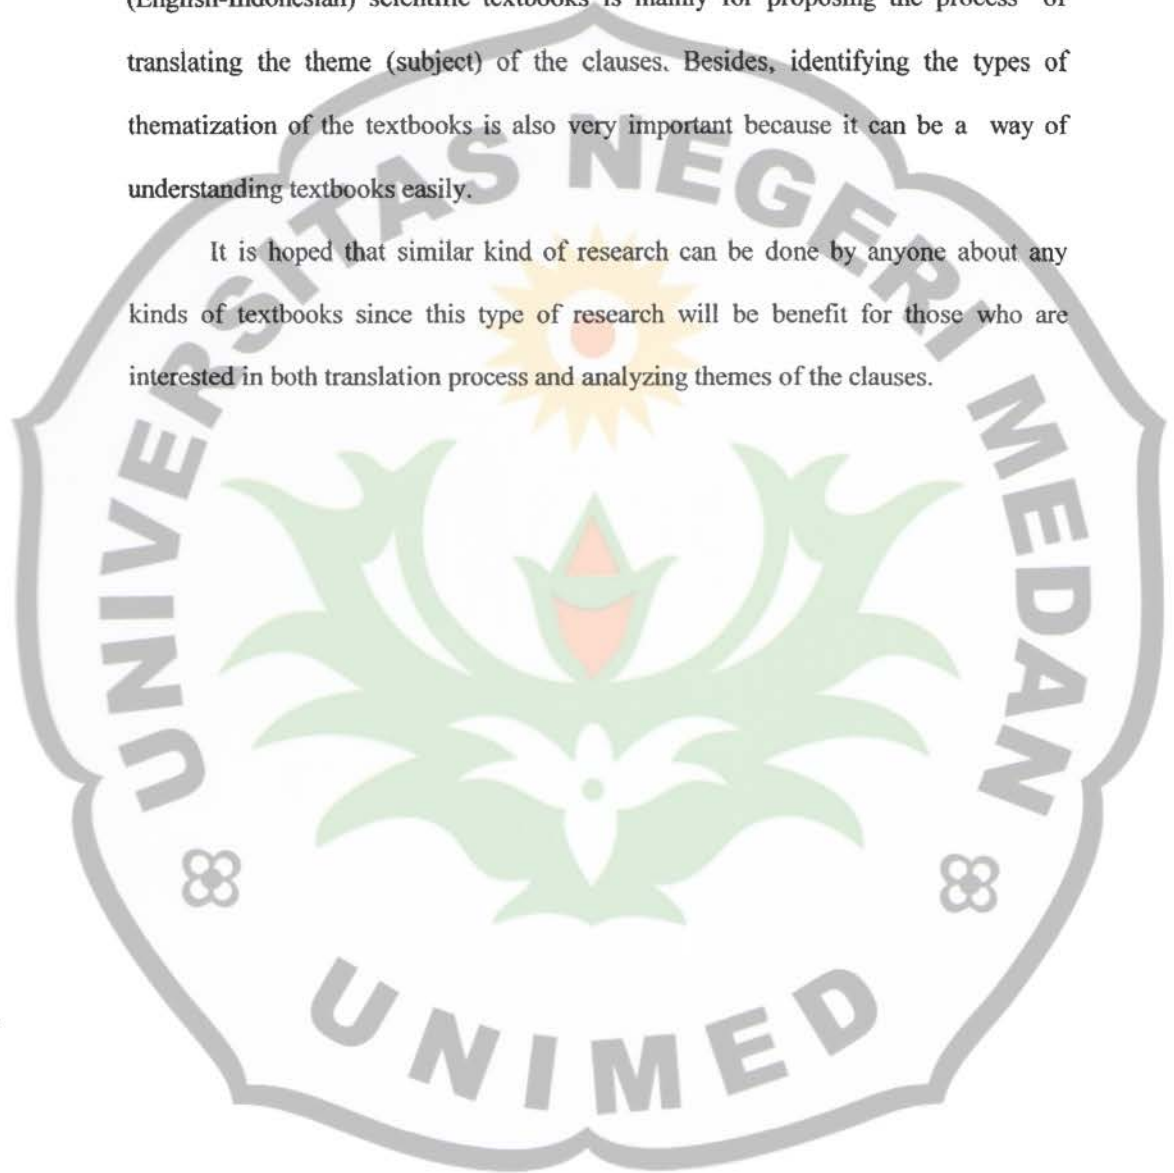 (English-Indonesian) scientific textbooks is mainly for proposing the process of
translating the theme (subject) of the clauses. Besides, identifying the types of
thematization of the textbooks is also very important because it can be a way of
understanding textbooks easily.
It is hoped that similar kind of research can be done by anyone about any
kinds of textbooks since this type of research will be benefit for those who are
interested in both translation process and analyzing themes of the clauses.
UNIVERSITAS NEGERI MEDAN
UNIMED